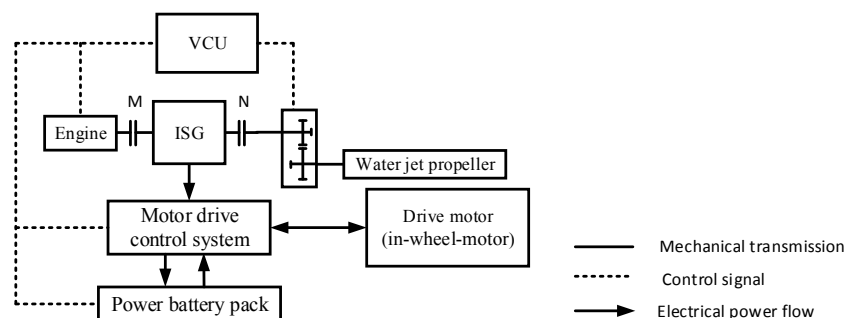 VCU
M
N
Engine
ISG
Water jet propeller
Motor drive
control system
Drive motor
(in-wheel-motor)
Power battery pack
Mechanical transmission
Control signal
Electrical power flow